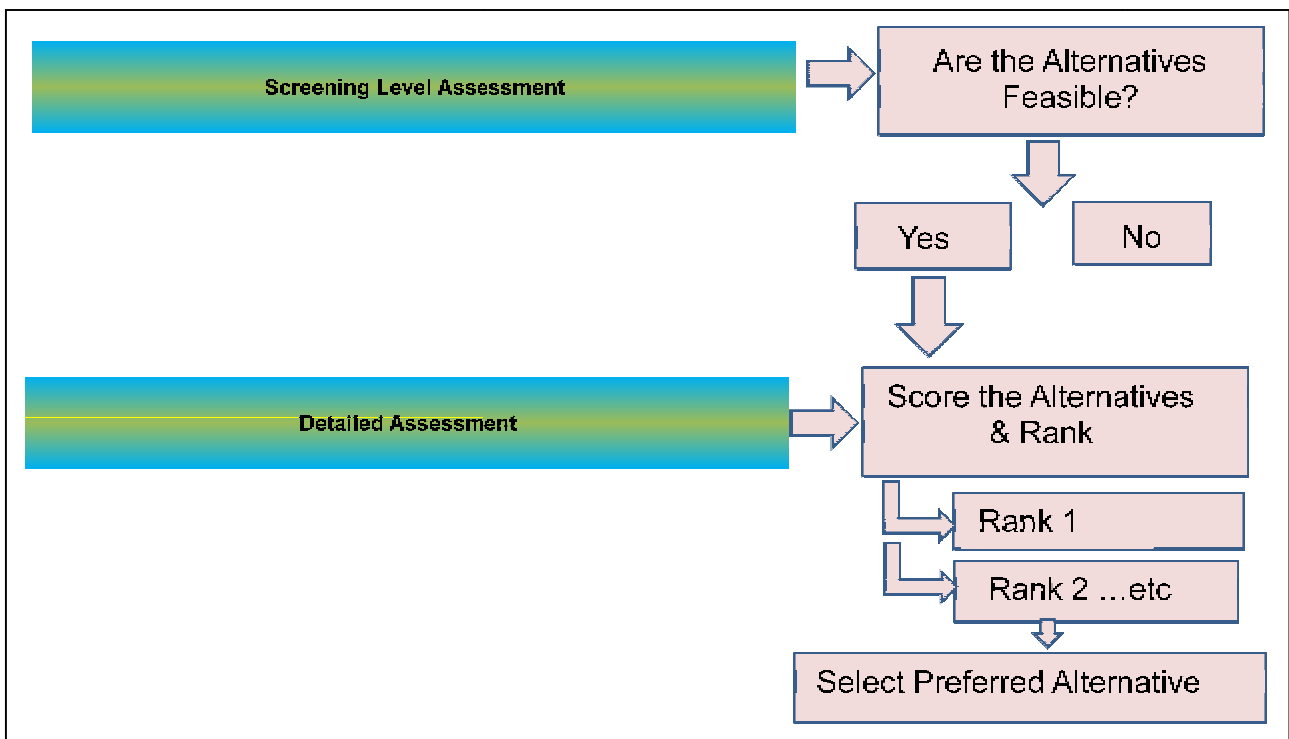 Screening Level Assessment
Are the Alternatives
Feasible?
Yes
No
Detailed Assessment
Score the Alternatives
& Rank
Rank 1
Rank 2 ...etc
Select Preferred Alternative